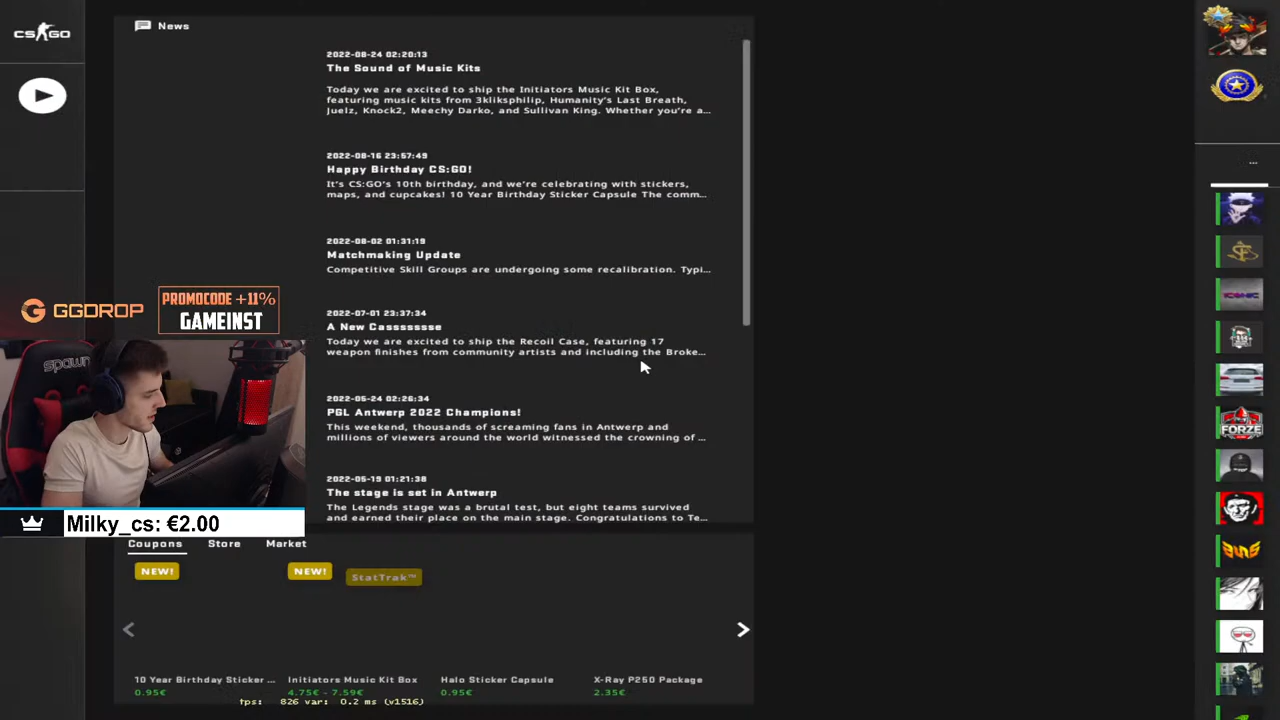 CS:GO
News
2022-08-24 02:20:13
The Sound of Music Kits
Today we are excited to ship the Initiators Music Kit Box,
featuring music kits from 3kliksphilip, Humanity's Last Breath,
Juelz, Knock2, Meechy Darko, and Sullivan King. Whether you're a...
2022-08-16 23:57:49
Happy Birthday CS:GO!
It's CS:GO's 10th birthday, and we're celebrating with stickers,
maps, and cupcakes! 10 Year Birthday Sticker Capsule The comm...
2022-08-02 01:31:19
Matchmaking Update
Competitive Skill Groups are undergoing some recalibration. Typi...
2022-07-01 23:37:34
A New Casssssse
Today we are excited to ship the Recoil Case, featuring 17
weapon finishes from community artists and including the Broke...
2022-05-24 02:26:34
PGL Antwerp 2022 Champions!
This weekend, thousands of screaming fans in Antwerp and
millions of viewers around the world witnessed the crowning of ...
2022-05-19 01:21:38
The stage is set in Antwerp
The Legends stage was a brutal test, but eight teams survived
and earned their place on the main stage. Congratulations to Te...
GGDROP
PROMOCODE +11%
GAMEINST
spawn
Milky_cs: €2.00
Coupons Store Market
NEW! NEW! StatTrak™
10 Year Birthday Sticker ... Initiators Music Kit Box Halo Sticker Capsule X-Ray P250 Package
0.95€ 4.75€ - 7.59€ 0.95€ 2.35€
fps: 826 var: 0.2 ms (v1516)
...
ICONIC
FORZE